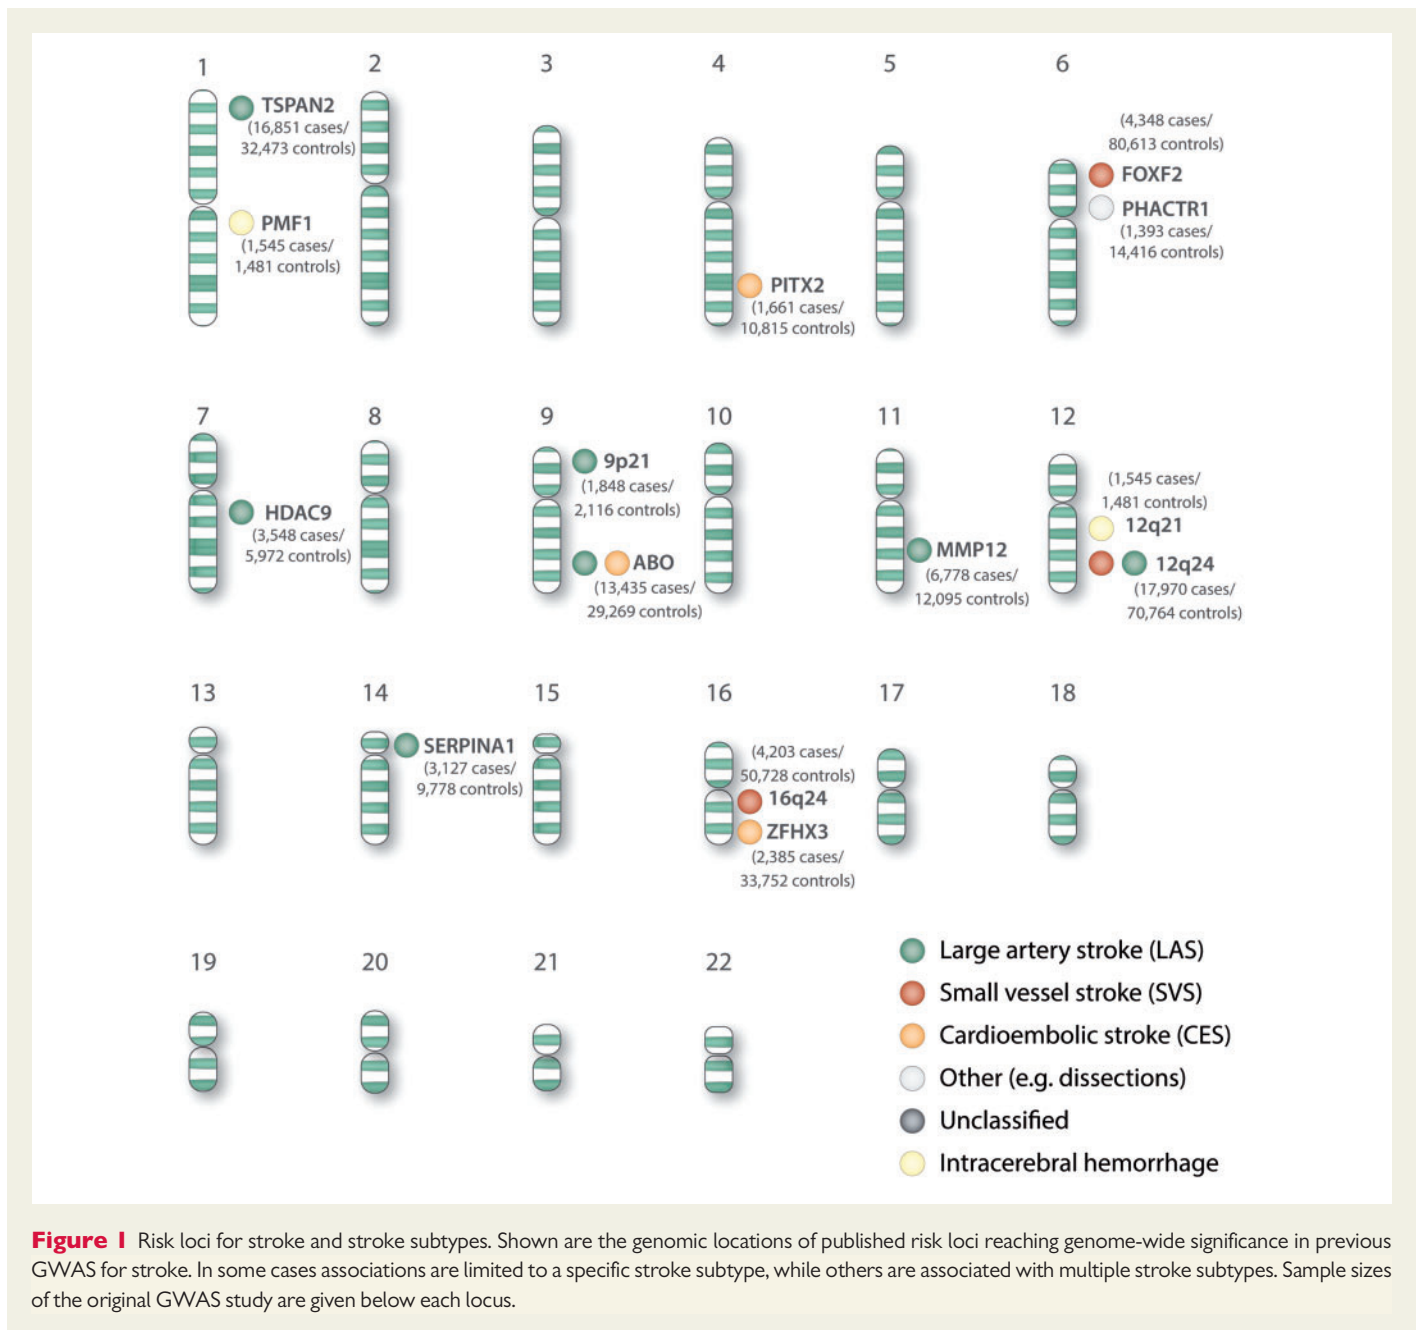 1
2
3
4
5
6
TSPAN2
(16,851 cases/
32,473 controls)
PMF1
(1,545 cases/
1,481 controls)
PITX2
(1,661 cases/
10,815 controls)
(4,348 cases/
80,613 controls)
FOXF2
PHACTR1
(1,393 cases/
14,416 controls)
7
8
9
10
11
12
HDAC9
(3,548 cases/
5,972 controls)
9p21
(1,848 cases/
2,116 controls)
ABO
(13,435 cases/
29,269 controls)
MMP12
(6,778 cases/
12,095 controls)
(1,545 cases/
1,481 controls)
12q21
12q24
(17,970 cases/
70,764 controls)
13
14
15
16
17
18
SERPINA1
(3,127 cases/
9,778 controls)
(4,203 cases/
50,728 controls)
16q24
ZFHX3
(2,385 cases/
33,752 controls)
19
20
21
22
Large artery stroke (LAS)
Small vessel stroke (SVS)
Cardioembolic stroke (CES)
Other (e.g. dissections)
Unclassified
Intracerebral hemorrhage
Figure 1 Risk loci for stroke and stroke subtypes. Shown are the genomic locations of published risk loci reaching genome-wide significance in previous
GWAS for stroke. In some cases associations are limited to a specific stroke subtype, while others are associated with multiple stroke subtypes. Sample sizes
of the original GWAS study are given below each locus.